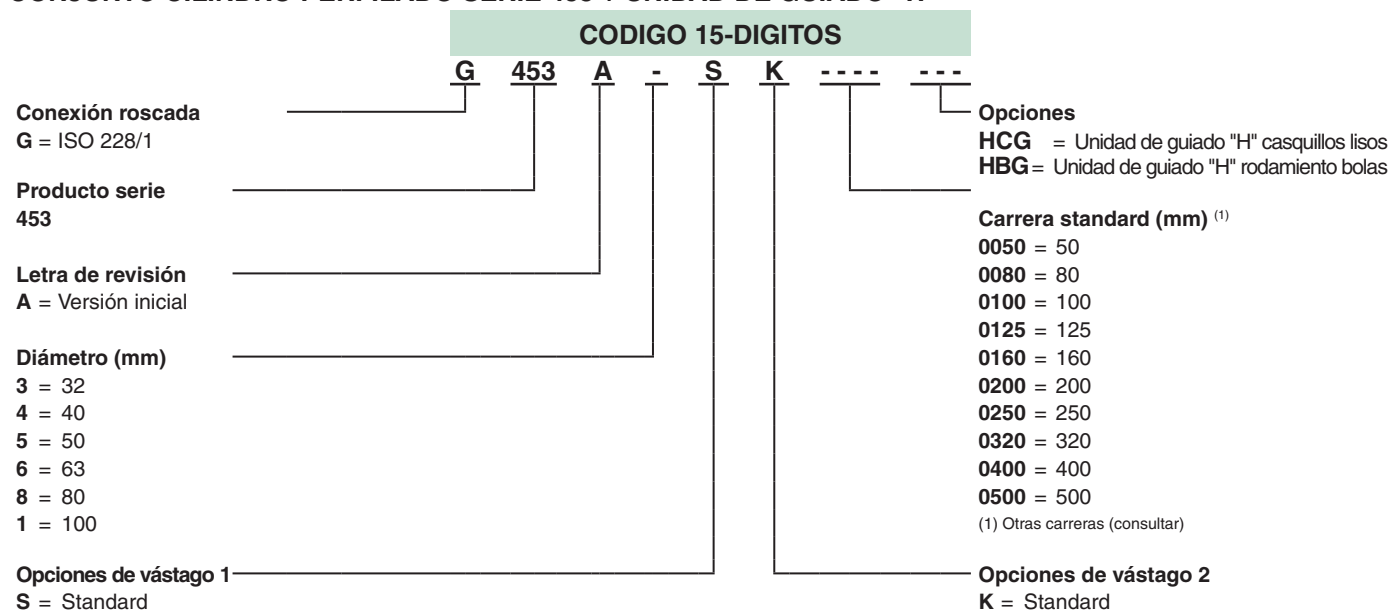 CODIGO 15-DIGITOS
G 453 A - S K - - - - - - -
Conexión roscada
G = ISO 228/1
Producto serie
453
Letra de revisión
A = Versión inicial
Diámetro (mm)
3 = 32
4 = 40
5 = 50
6 = 63
8 = 80
1 = 100
Opciones de vástago 1
S = Standard
Opciones
HCG = Unidad de guiado "H" casquillos lisos
HBG = Unidad de guiado "H" rodamiento bolas
Carrera standard (mm) (1)
0050 = 50
0080 = 80
0100 = 100
0125 = 125
0160 = 160
0200 = 200
0250 = 250
0320 = 320
0400 = 400
0500 = 500
(1) Otras carreras (consultar)
Opciones de vástago 2
K = Standard